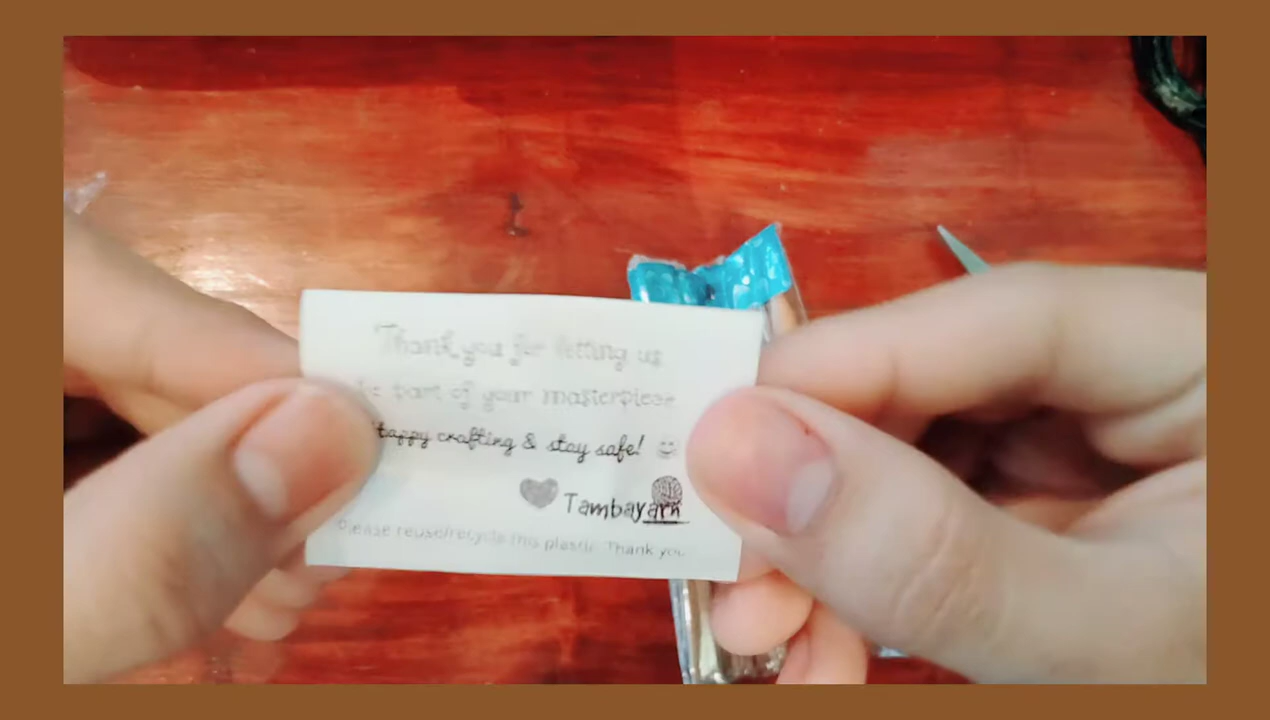 Thank you for letting us
be part of your masterpiece
Happy crafting & stay safe!
Tambayarn
Please reuse/recycle this plastic. Thank you